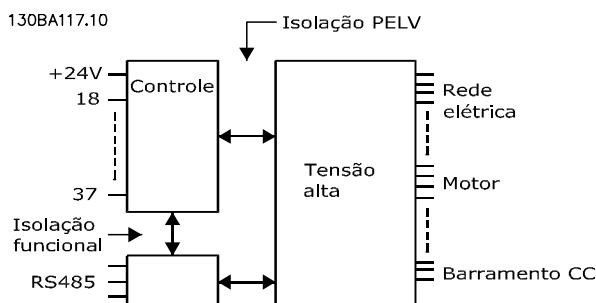 130BA117.10
Isolação PELV
+24V
Controle
18
37
Tensão
alta
Rede
elétrica
Motor
Isolação
funcional
RS485
Barramento CC